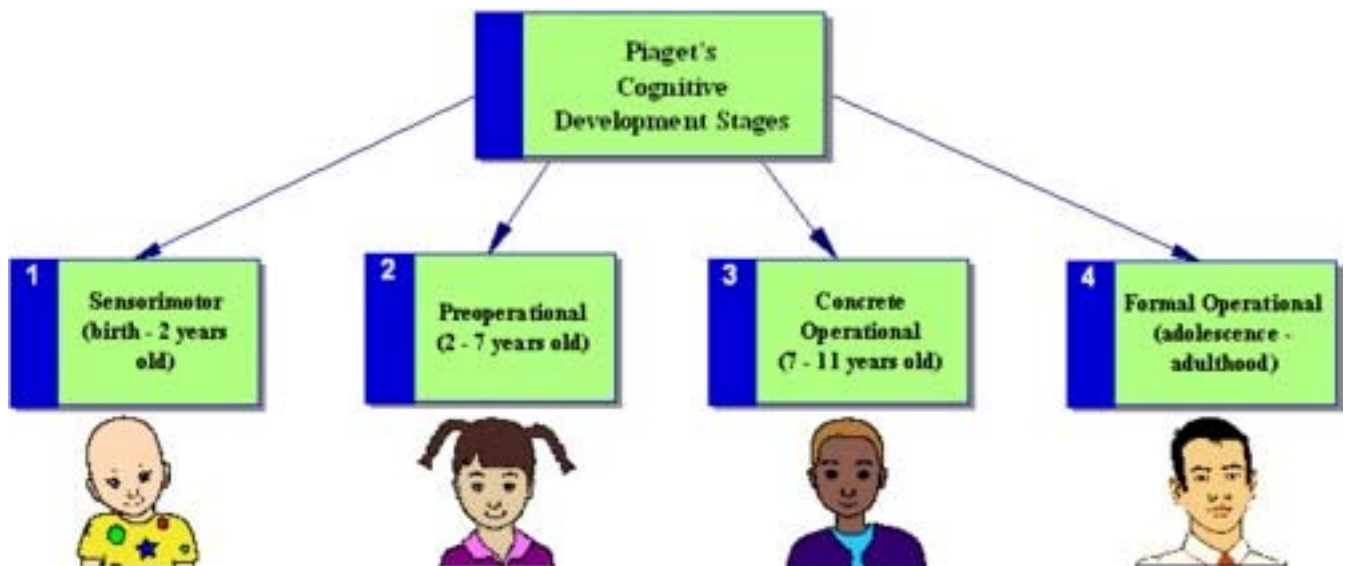 Piaget's
Cognitive
Development Stages
1
Sensorimotor
(birth - 2 years
old)
2
Preoperational
(2 - 7 years old)
3
Concrete
Operational
(7 - 11 years old)
4
Formal Operational
(adolescence -
adulthood)